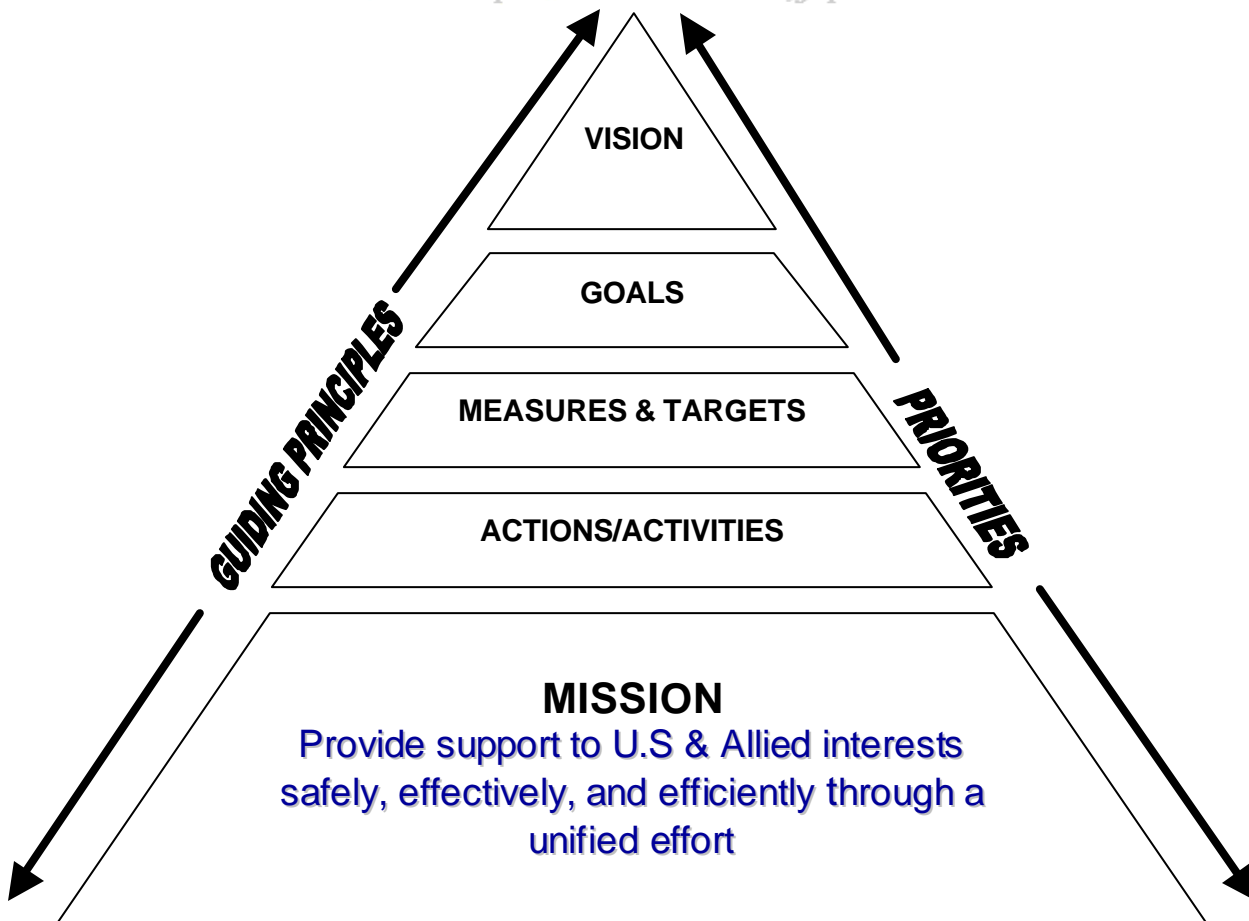 VISION
GOALS
GUIDING PRINCIPLES
MEASURES & TARGETS
PRIORITIES
ACTIONS/ACTIVITIES
MISSION
Provide support to U.S & Allied interests
safely, effectively, and efficiently through a
unified effort